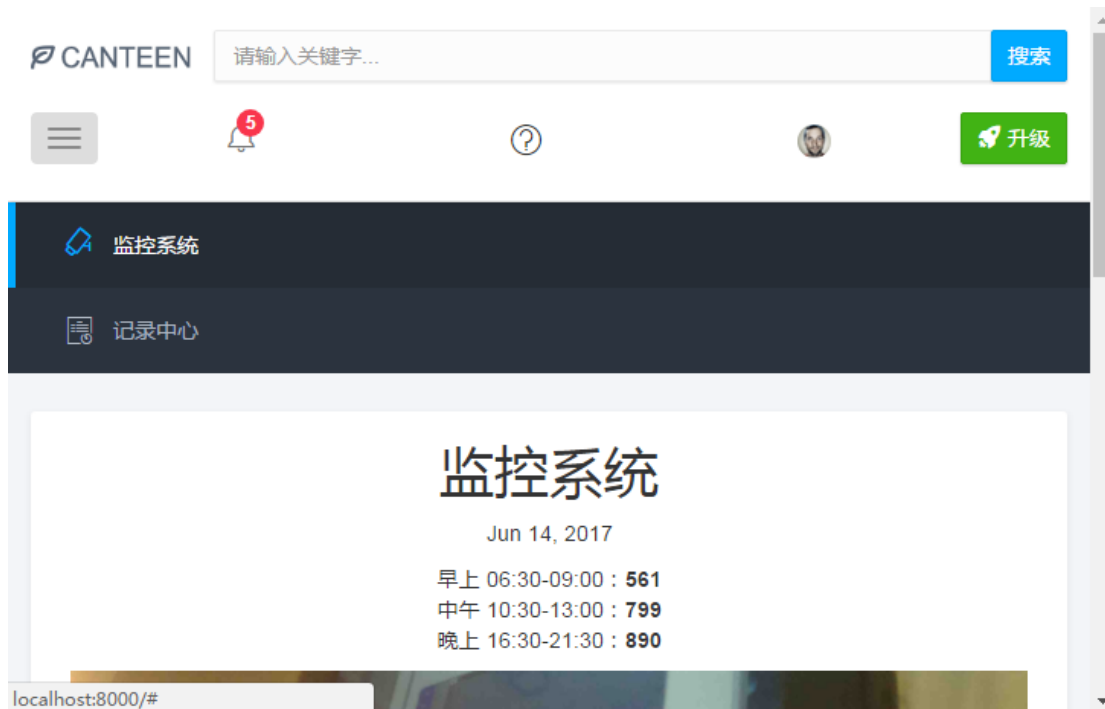 CANTEEN
请输入关键字...
搜索
5
升级
监控系统
记录中心
监控系统
Jun 14, 2017
早上 06:30-09:00：561
中午 10:30-13:00：799
晚上 16:30-21:30：890
localhost:8000/#